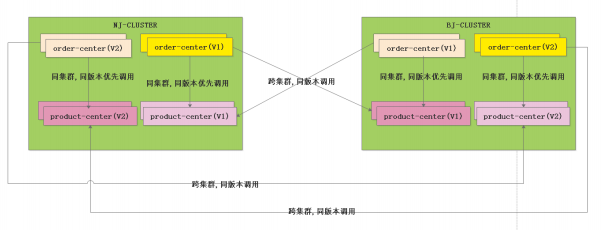 NJ-CLUSTER
BJ-CLUSTER
order-center(V2)
order-center(V1)
order-center(V1)
order-center(V2)
同集群,同版本优先调用
同集群,同版本优先调用
跨集群,同版本调用
同集群,同版本优先调用
同集群,同版本优先调用
product-center(V2)
product-center(V1)
product-center(V1)
product-center(V2)
跨集群,同版本调用
跨集群,同版本调用